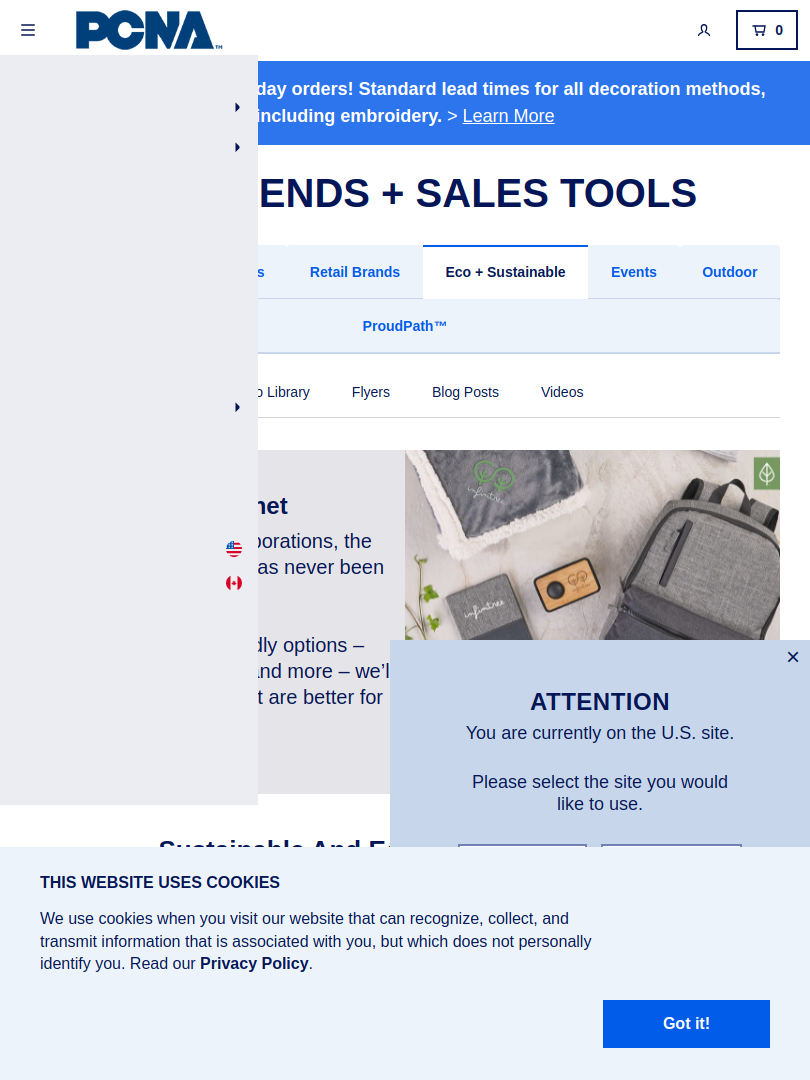 PCNA™
0
day orders! Standard lead times for all decoration methods,
including embroidery. > Learn More
ENDS + SALES TOOLS
s
Retail Brands
Eco + Sustainable
Events
Outdoor
ProudPath™
o Library
Flyers
Blog Posts
Videos
net
porations, the
as never been
dly options –
and more – we'l
t are better for
infinitree
infinitree
×
ATTENTION
You are currently on the U.S. site.
Please select the site you would
like to use.
Sustainable And E
THIS WEBSITE USES COOKIES
We use cookies when you visit our website that can recognize, collect, and
transmit information that is associated with you, but which does not personally
identify you. Read our Privacy Policy.
Got it!